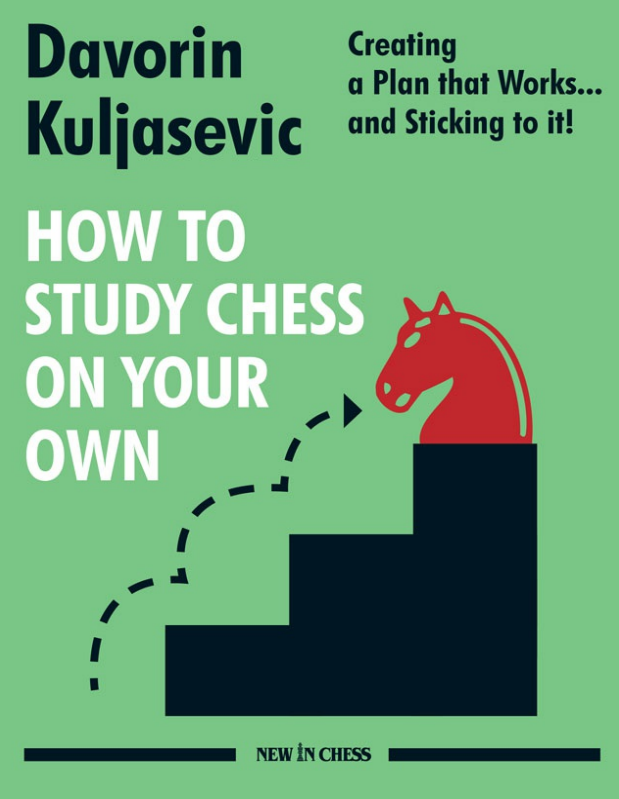 Davorin
Kuljasevic
Creating
a Plan that Works...
and Sticking to it!
HOW TO
STUDY CHESS
ON YOUR
OWN
NEW IN CHESS